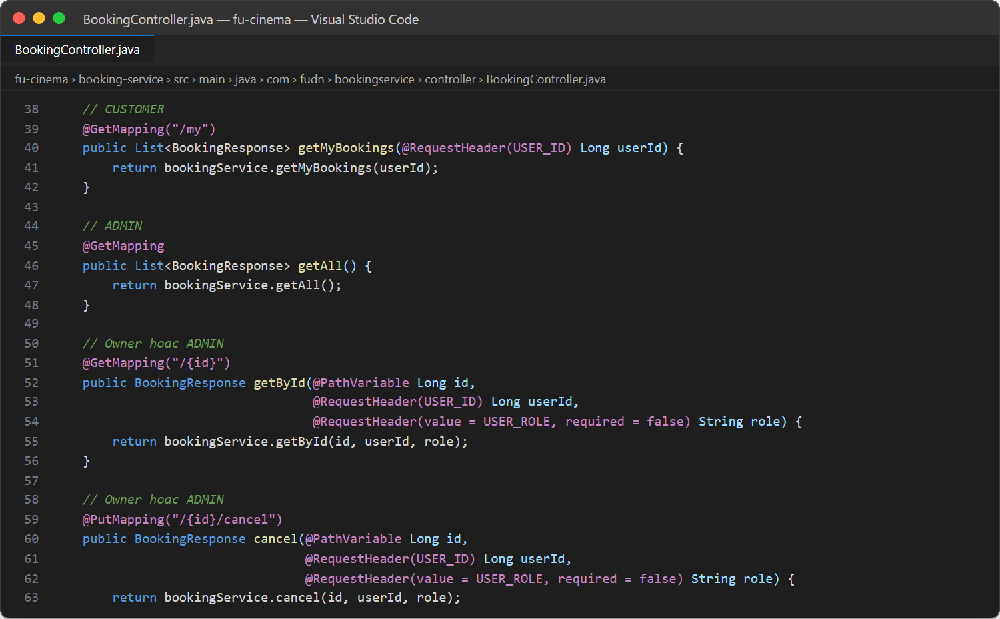 BookingController.java — fu-cinema — Visual Studio Code
BookingController.java
fu-cinema › booking-service › src › main › java › com › fudn › bookingservice › controller › BookingController.java
38 // CUSTOMER
39 @GetMapping("/my")
40 public List<BookingResponse> getMyBookings(@RequestHeader(USER_ID) Long userId) {
41 return bookingService.getMyBookings(userId);
42 }
43
44 // ADMIN
45 @GetMapping
46 public List<BookingResponse> getAll() {
47 return bookingService.getAll();
48 }
49
50 // Owner hoac ADMIN
51 @GetMapping("/{id}")
52 public BookingResponse getById(@PathVariable Long id,
53 @RequestHeader(USER_ID) Long userId,
54 @RequestHeader(value = USER_ROLE, required = false) String role) {
55 return bookingService.getById(id, userId, role);
56 }
57
58 // Owner hoac ADMIN
59 @PutMapping("/{id}/cancel")
60 public BookingResponse cancel(@PathVariable Long id,
61 @RequestHeader(USER_ID) Long userId,
62 @RequestHeader(value = USER_ROLE, required = false) String role) {
63 return bookingService.cancel(id, userId, role);